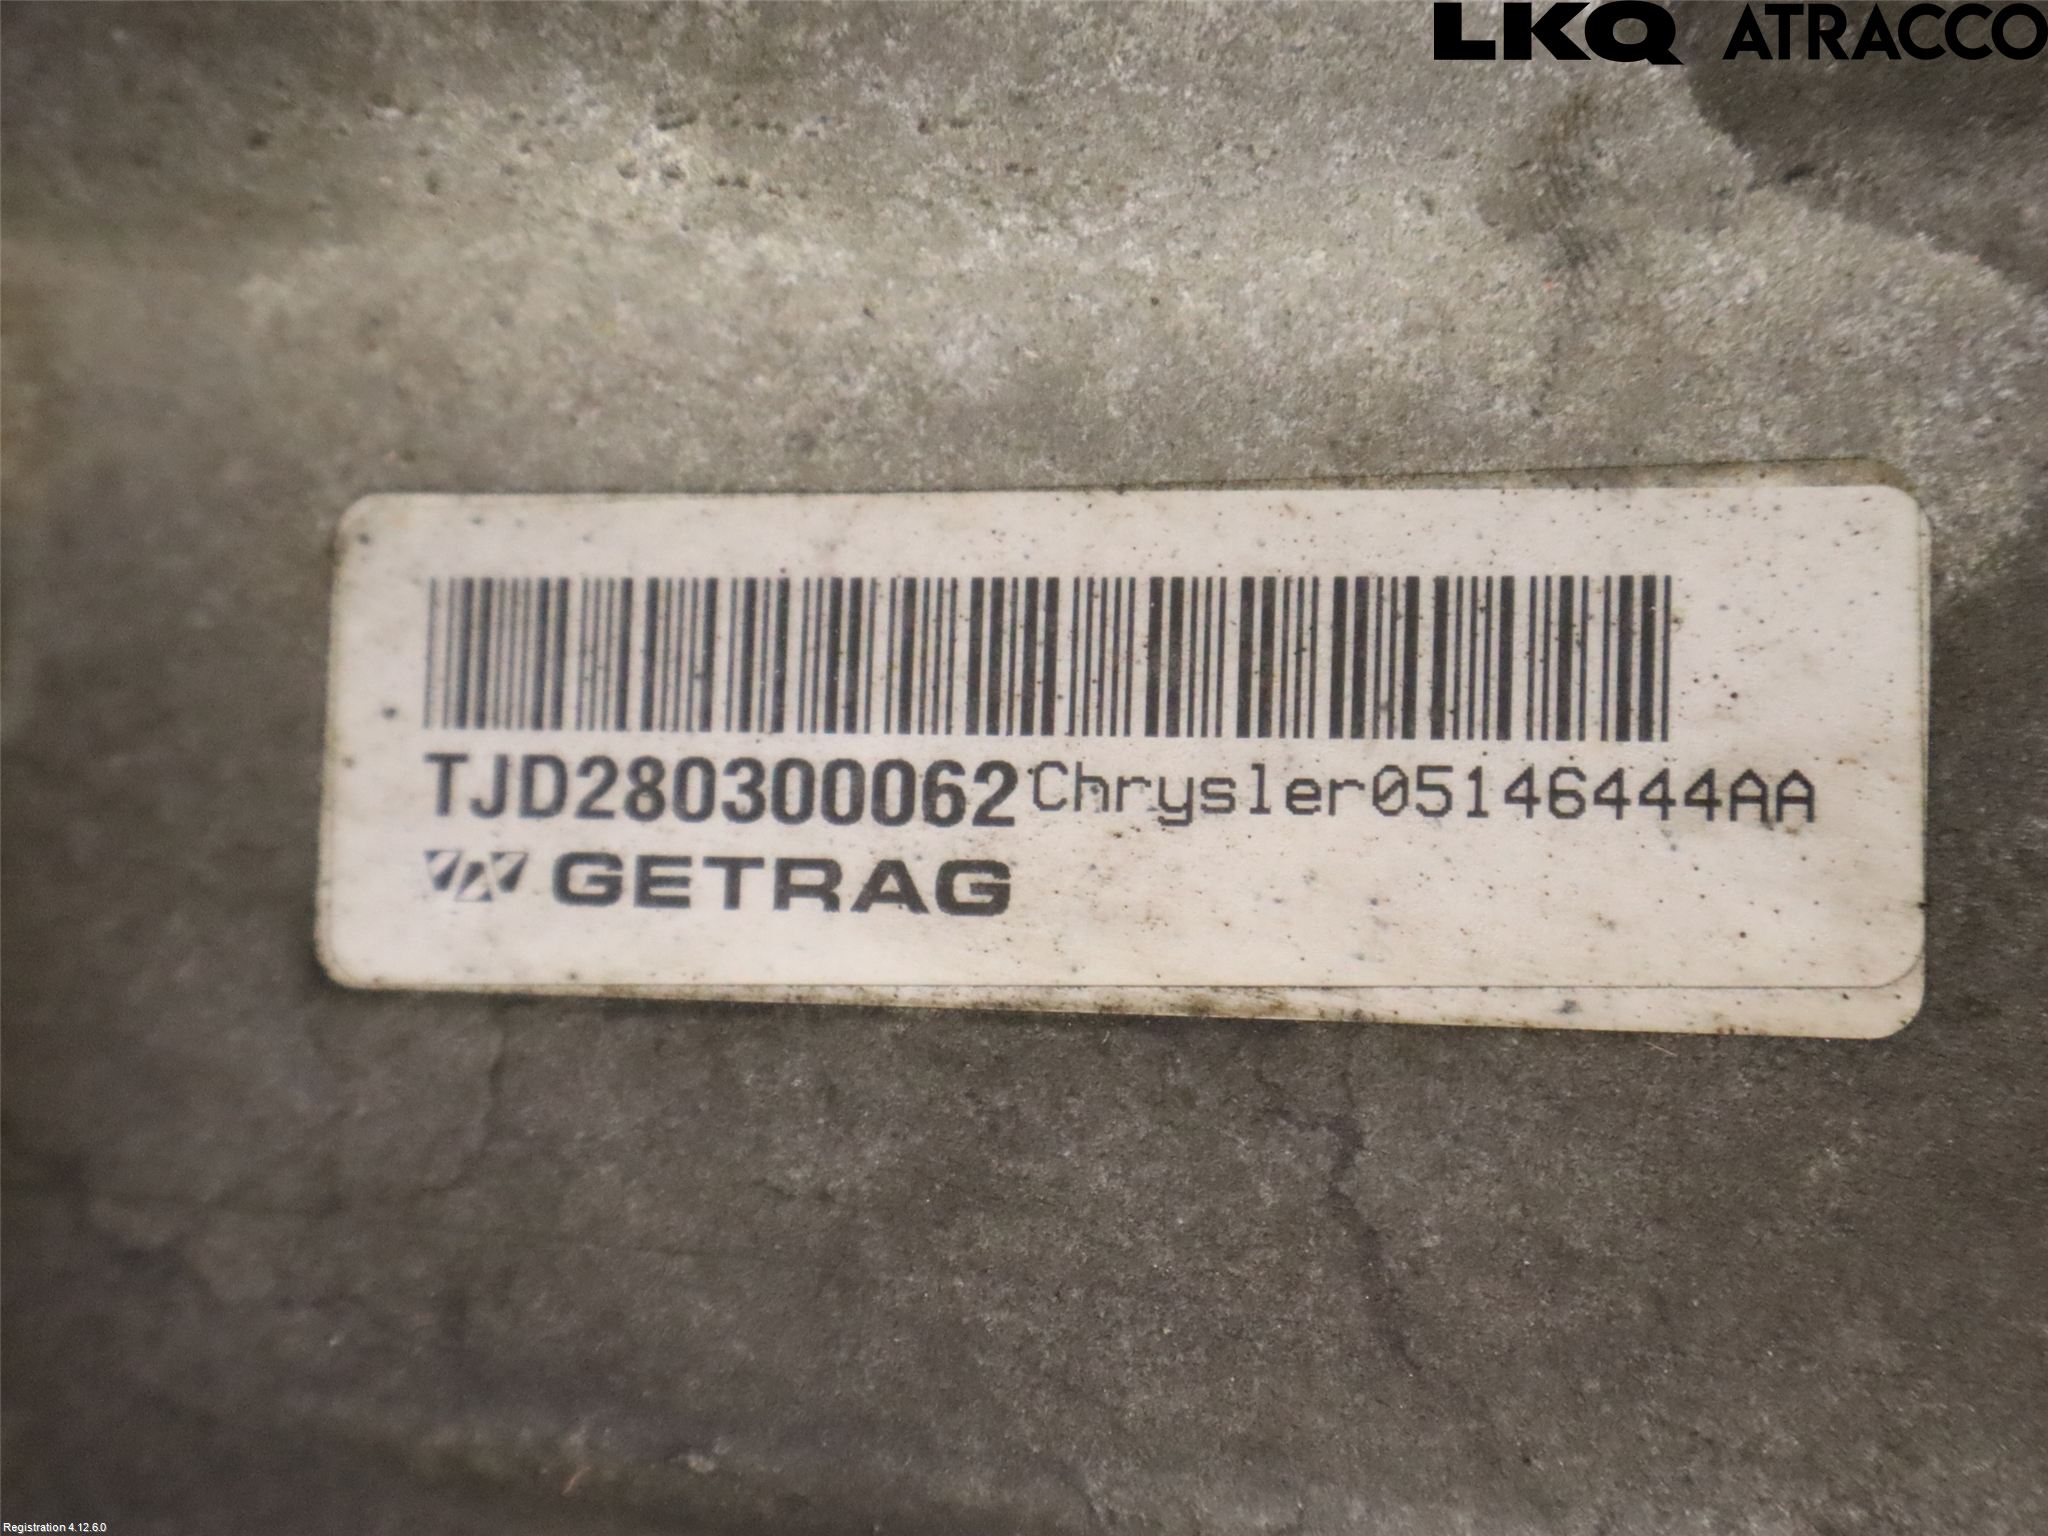 LKQ ATRACCO
TJD280300062 Chrysler05146444AA
GETRAG
Registration 4.12.6.0